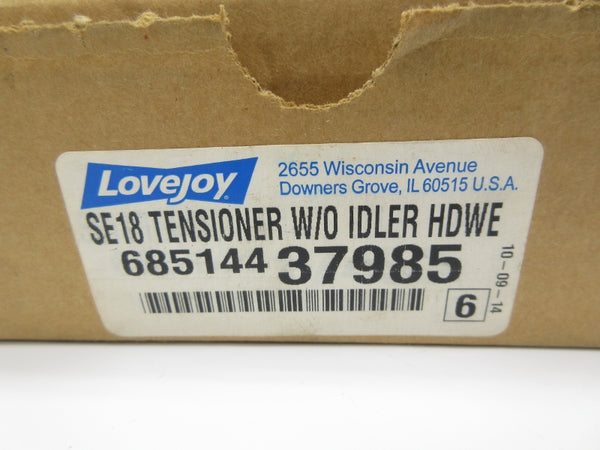 Lovejoy®
2655 Wisconsin Avenue
Downers Grove, IL 60515 U.S.A.
SE18 TENSIONER W/O IDLER HDWE
685144 37985
6
10-09-14